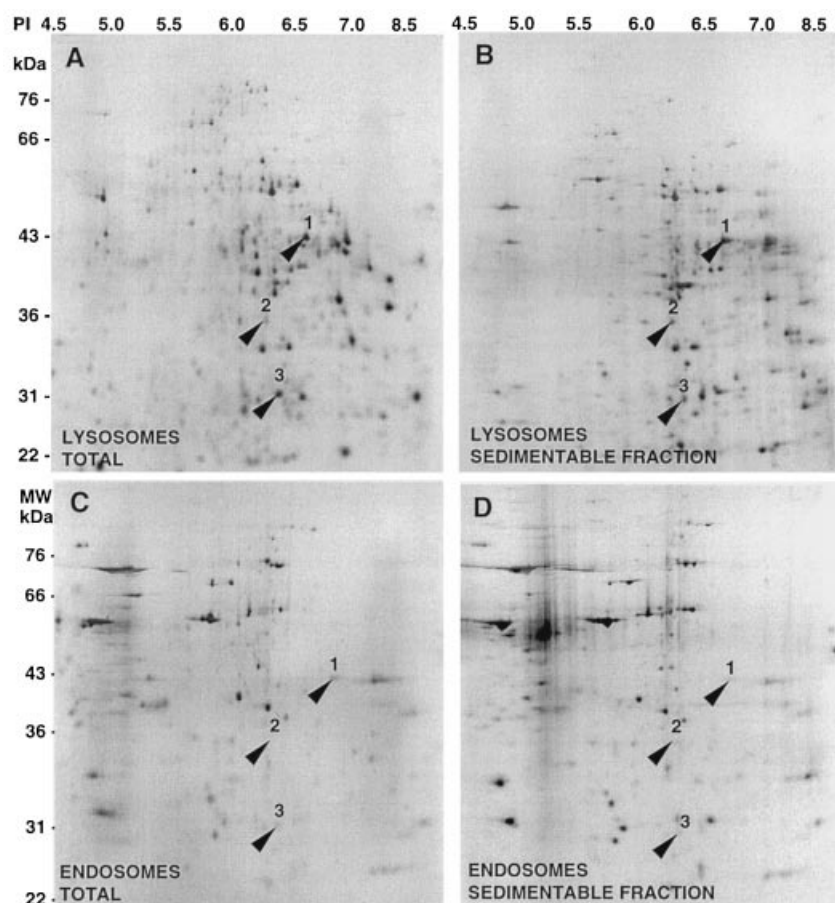 PI 4.5 5.0 5.5 6.0 6.5 7.0 8.5 4.5 5.0 5.5 6.0 6.5 7.0 8.5
kDa
A
B
76 -
66 -
43 -
36 -
31 -
22 -
1
2
3
LYSOSOMES
TOTAL
1
2
3
LYSOSOMES
SEDIMENTABLE FRACTION
MW
kDa
C
D
76 -
66 -
43 -
36 -
31 -
22 -
1
2
3
ENDOSOMES
TOTAL
1
2
3
ENDOSOMES
SEDIMENTABLE FRACTION